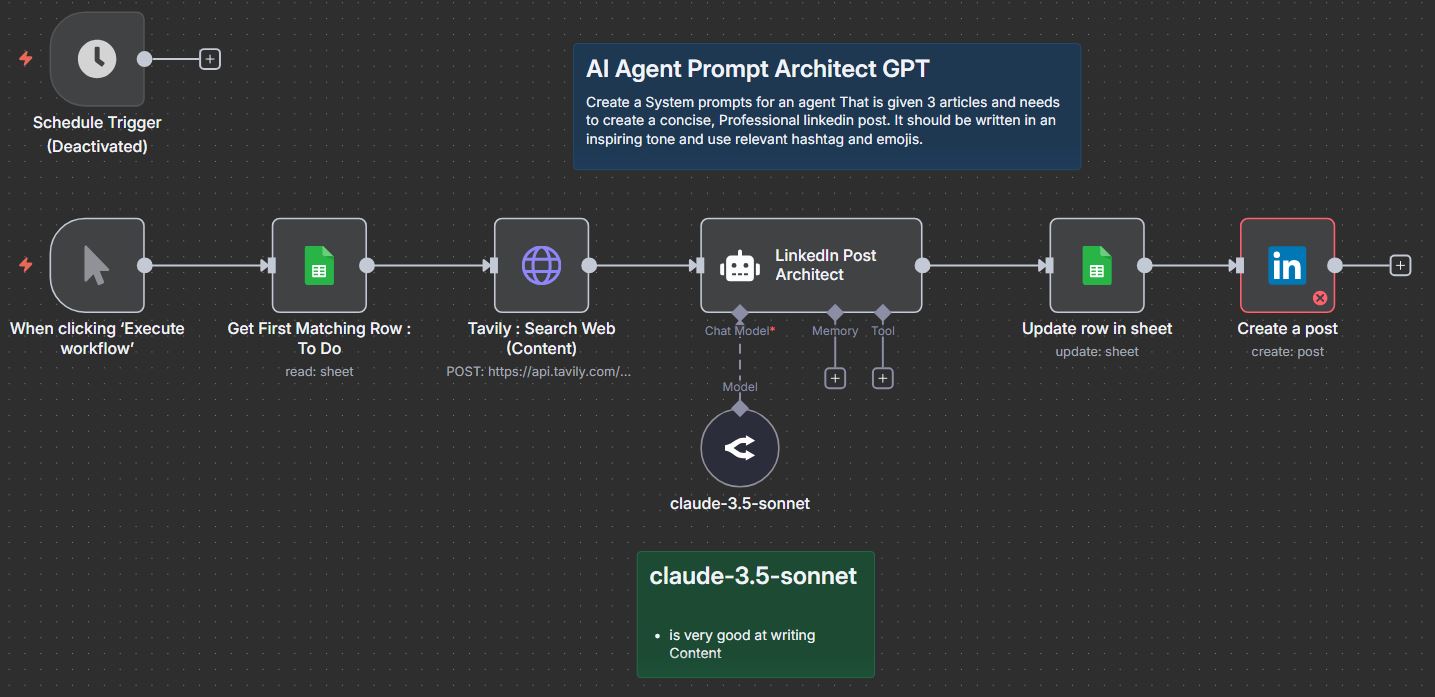 AI Agent Prompt Architect GPT
Create a System prompts for an agent That is given 3 articles and needs
to create a concise, Professional linkedin post. It should be written in an
inspiring tone and use relevant hashtag and emojis.
Schedule Trigger
(Deactivated)
When clicking ‘Execute
workflow’
Get First Matching Row :
To Do
read: sheet
Tavily : Search Web
(Content)
POST: https://api.tavily.com/...
LinkedIn Post
Architect
Chat Model*
Memory
Tool
Model
claude-3.5-sonnet
Update row in sheet
update: sheet
in
Create a post
create: post
claude-3.5-sonnet
• is very good at writing
Content